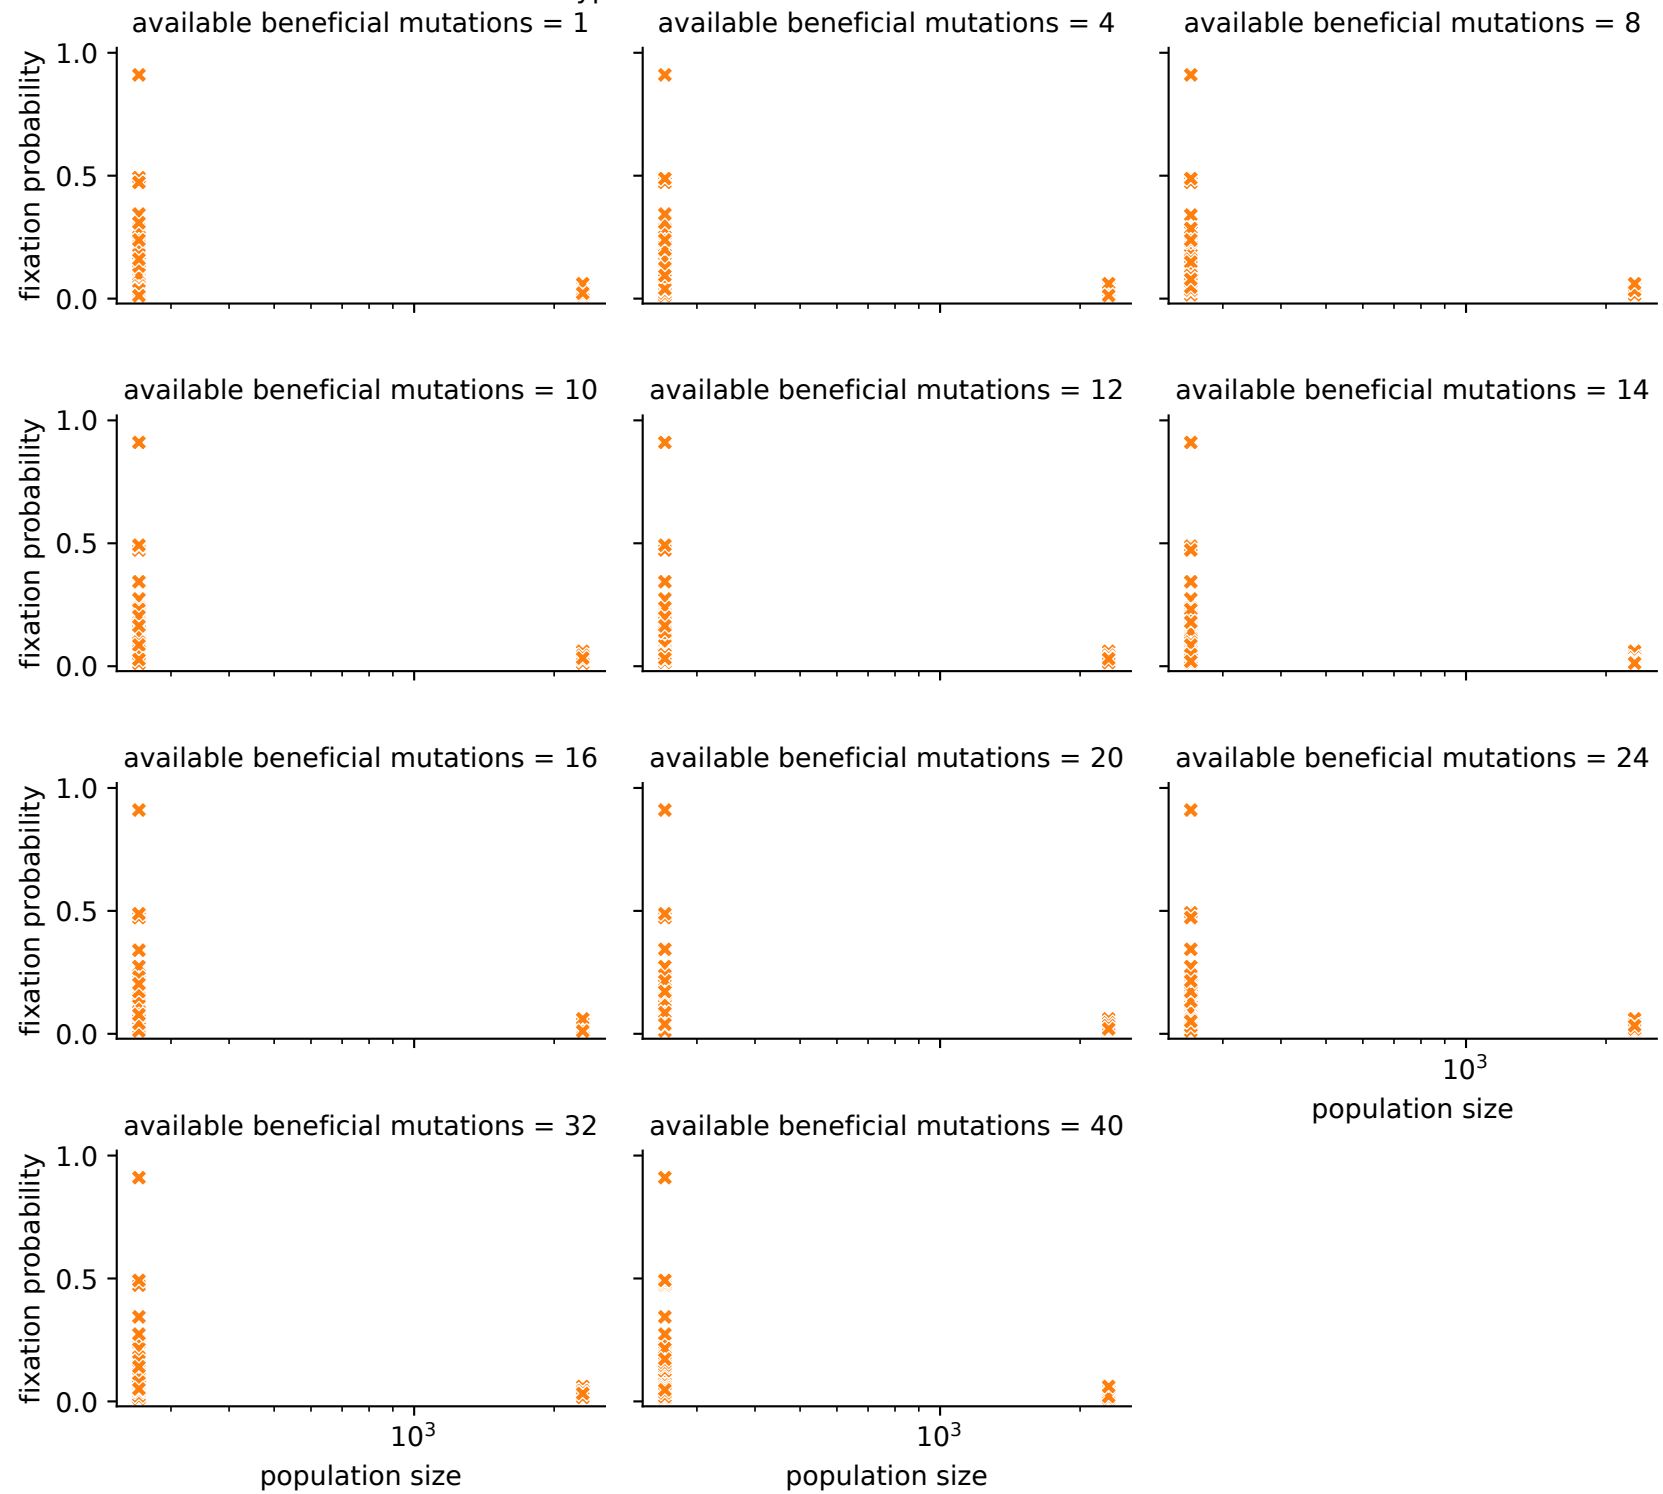 available beneficial mutations = 1
available beneficial mutations = 4
available beneficial mutations = 8
fixation probability
1.0
0.5
0.0
available beneficial mutations = 10
available beneficial mutations = 12
available beneficial mutations = 14
fixation probability
1.0
0.5
0.0
available beneficial mutations = 16
available beneficial mutations = 20
available beneficial mutations = 24
fixation probability
1.0
0.5
0.0
10³
population size
available beneficial mutations = 32
available beneficial mutations = 40
fixation probability
1.0
0.5
0.0
10³
10³
population size
population size